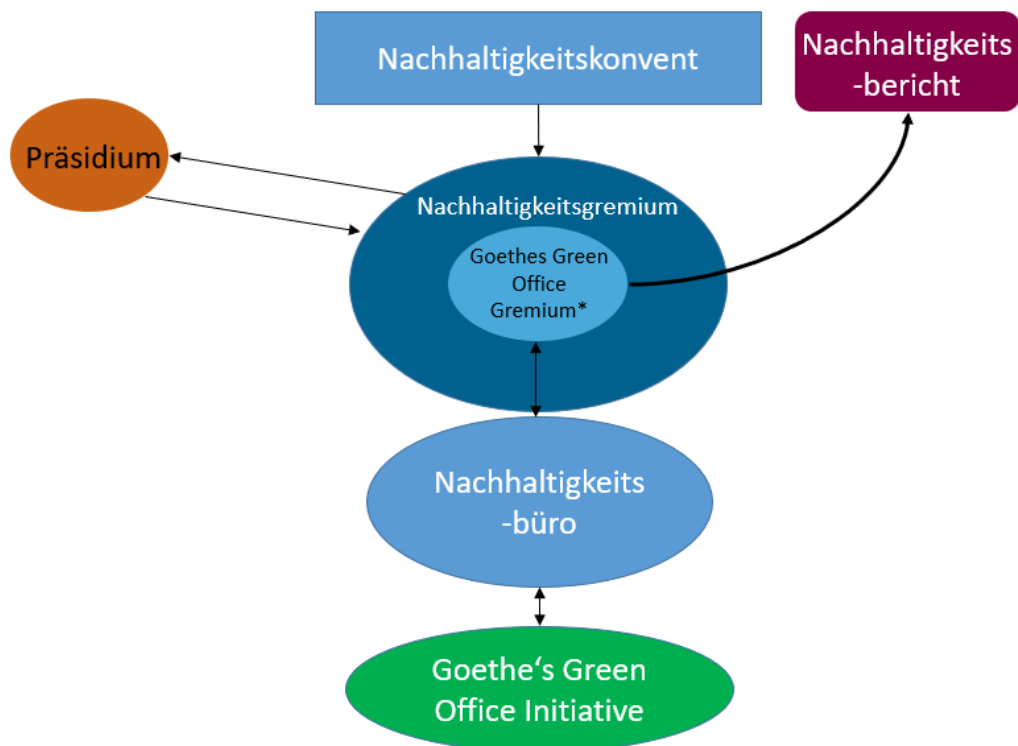 Nachhaltigkeitskonvent
Nachhaltigkeits
-bericht
Präsidium
Nachhaltigkeitsgremium
Goethes Green
Office
Gremium*
Nachhaltigkeits
-büro
Goethe‘s Green
Office Initiative